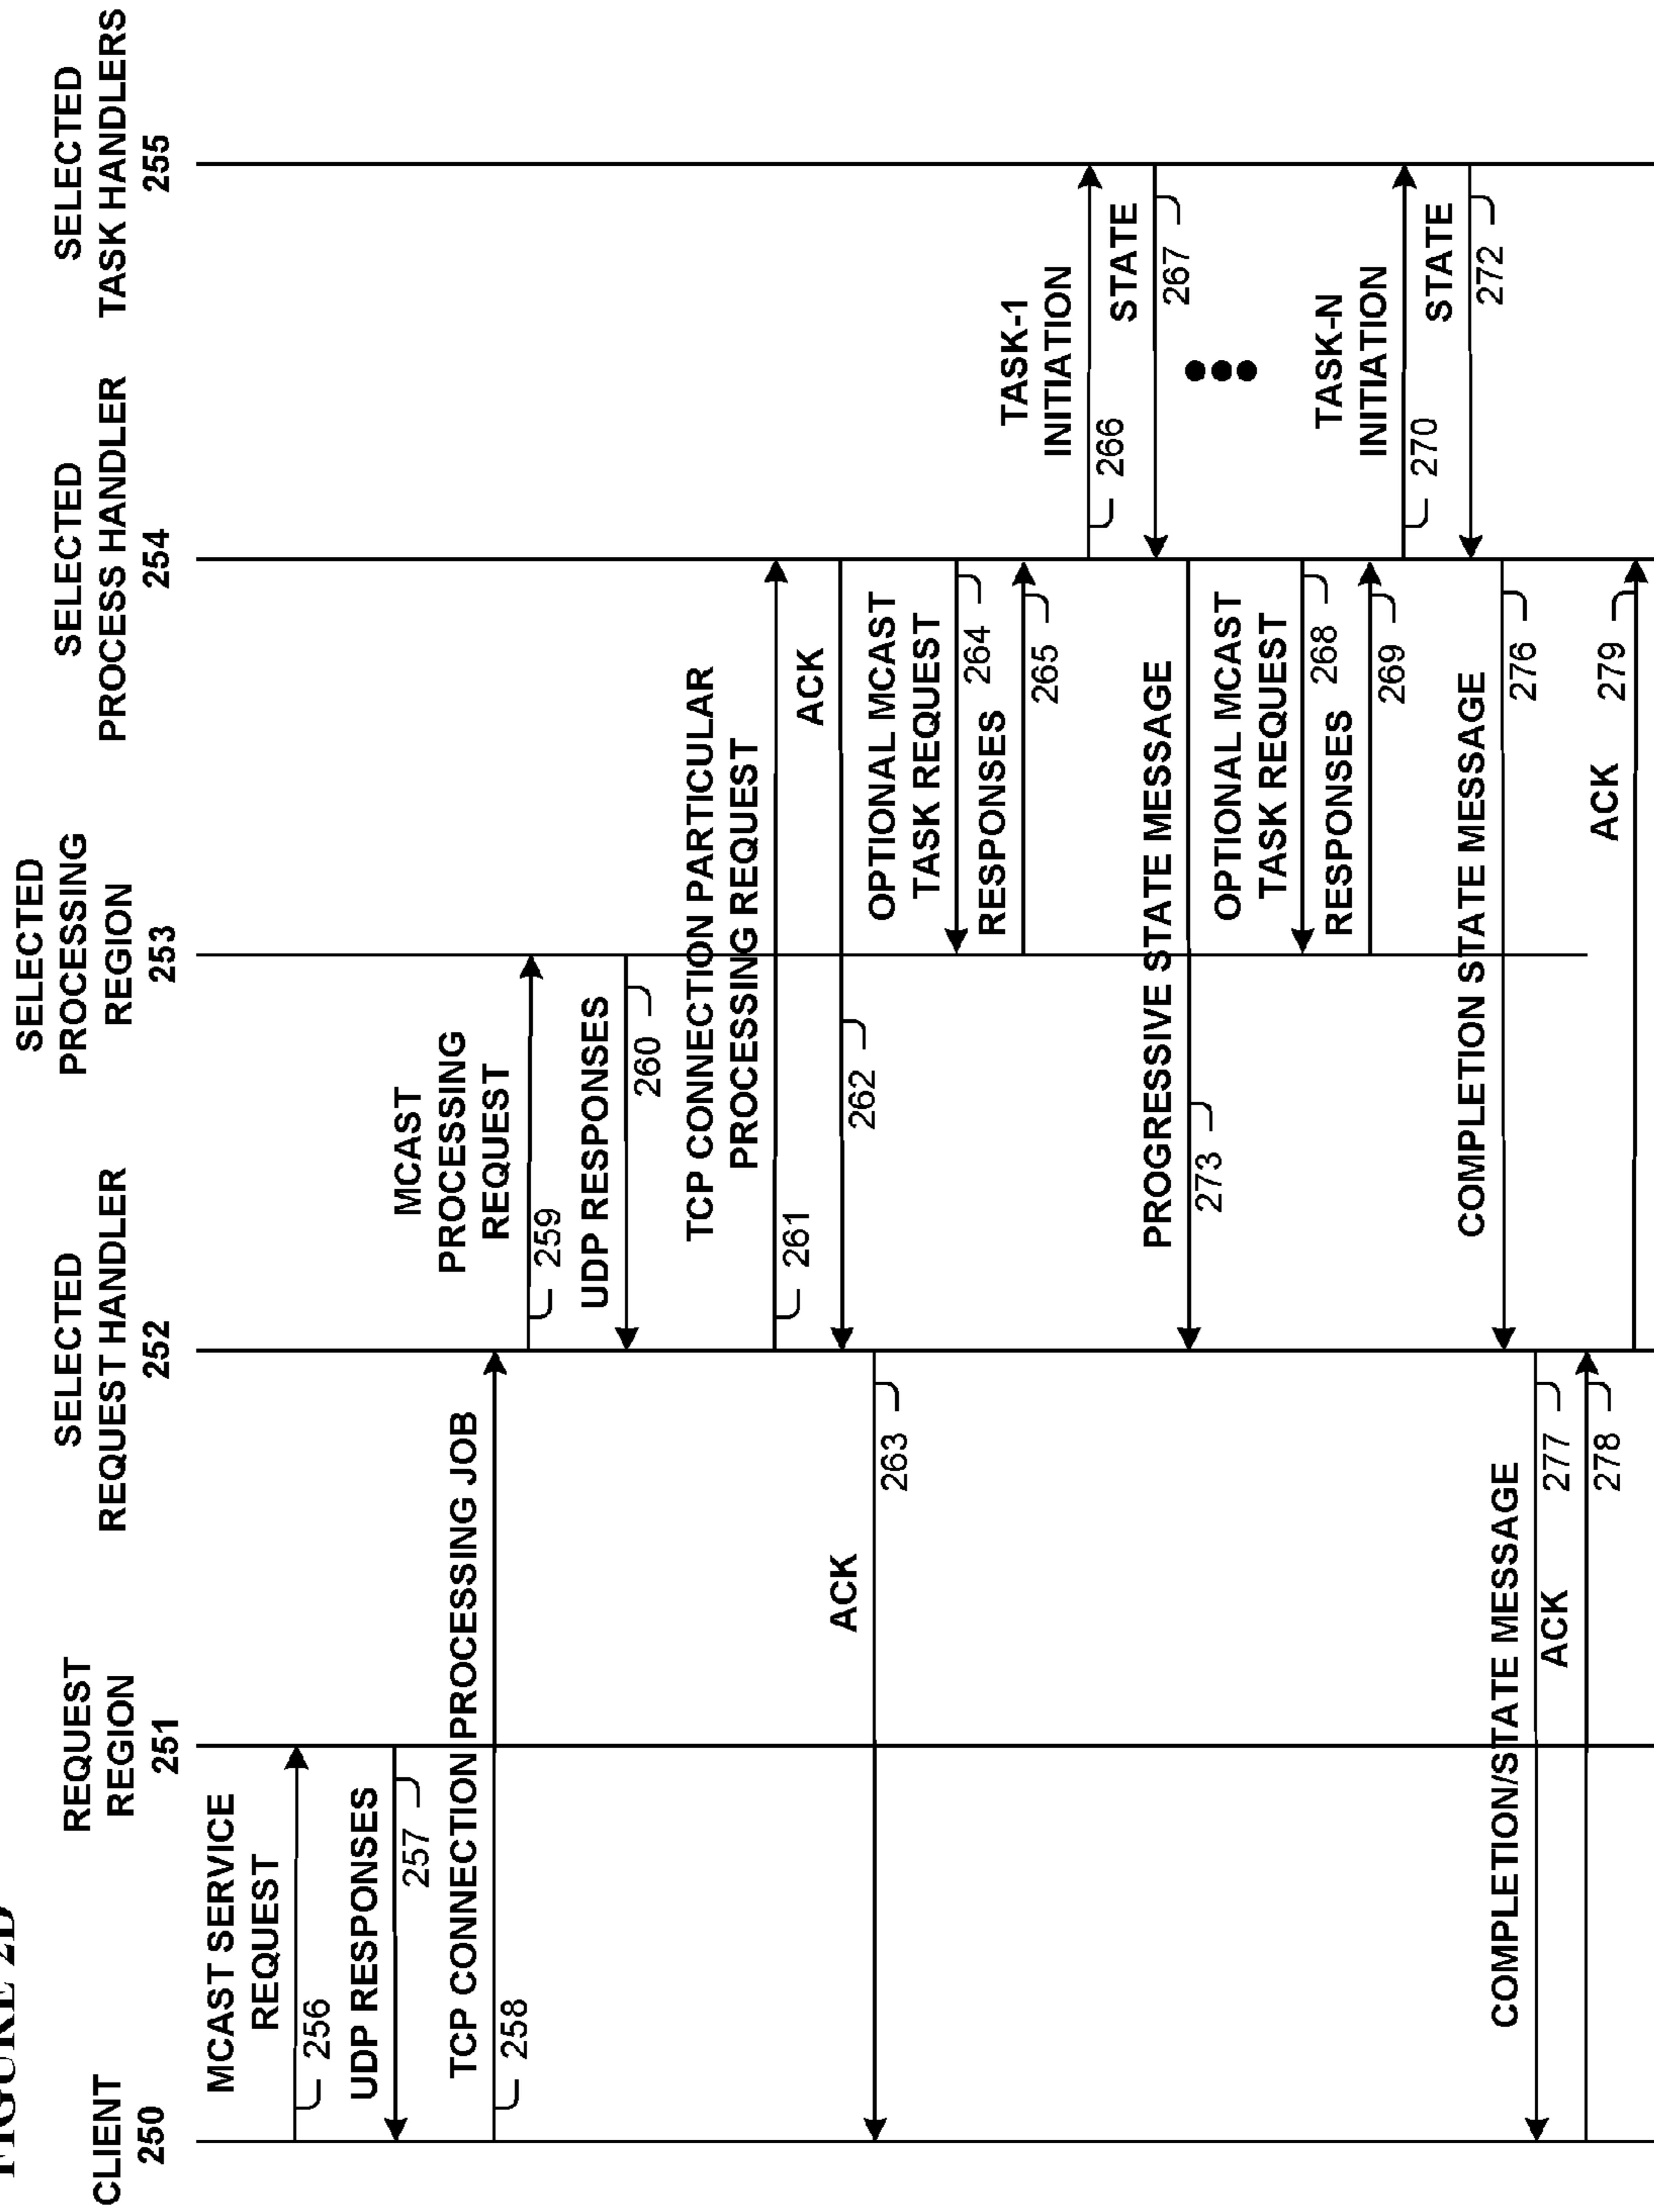 FIGURE 2D
CLIENT
250
REQUEST
REGION
251
SELECTED
REQUEST HANDLER
252
SELECTED
PROCESSING
REGION
253
SELECTED
PROCESS HANDLER
254
SELECTED
TASK HANDLERS
255
MCAST SERVICE
REQUEST
256
UDP RESPONSES
257
TCP CONNECTION PROCESSING JOB
258
MCAST
PROCESSING
REQUEST
259
UDP RESPONSES
260
TCP CONNECTION PARTICULAR
PROCESSING REQUEST
261
ACK
262
ACK
263
OPTIONAL MCAST
TASK REQUEST
264
RESPONSES
265
TASK-1
INITIATION
266
STATE
267
PROGRESSIVE STATE MESSAGE
273
OPTIONAL MCAST
TASK REQUEST
268
RESPONSES
269
TASK-N
INITIATION
270
STATE
272
COMPLETION STATE MESSAGE
276
COMPLETION/STATE MESSAGE
277
ACK
278
ACK
279